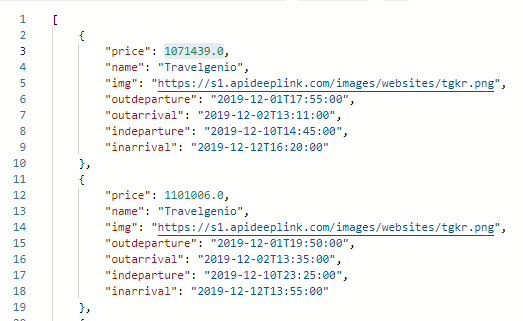 1 [
2 {
3 "price": 1071439.0,
4 "name": "Travelgenio",
5 "img": "https://s1.apideeplink.com/images/websites/tgkr.png",
6 "outdeparture": "2019-12-01T17:55:00",
7 "outarrival": "2019-12-02T13:11:00",
8 "indeparture": "2019-12-10T14:45:00",
9 "inarrival": "2019-12-12T16:20:00"
10 },
11 {
12 "price": 1101006.0,
13 "name": "Travelgenio",
14 "img": "https://s1.apideeplink.com/images/websites/tgkr.png",
15 "outdeparture": "2019-12-01T19:50:00",
16 "outarrival": "2019-12-02T13:35:00",
17 "indeparture": "2019-12-10T23:25:00",
18 "inarrival": "2019-12-12T13:55:00"
19 },